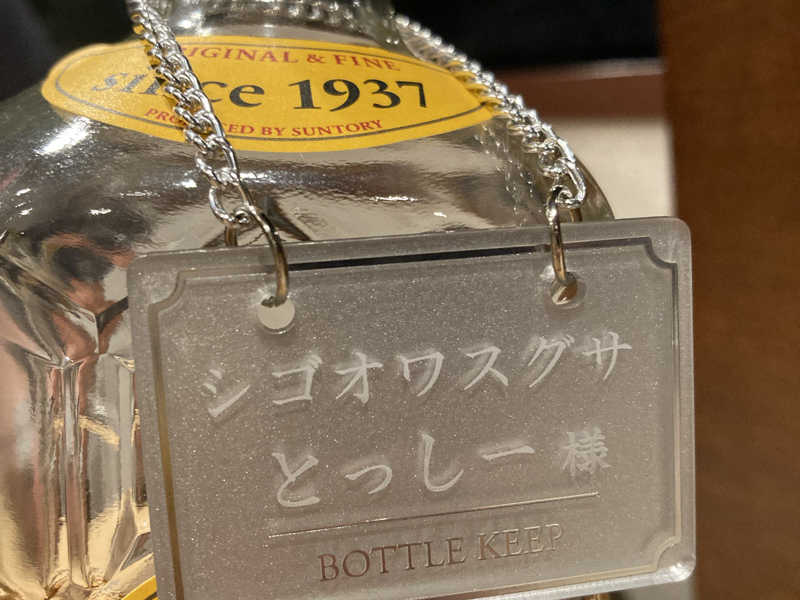 ORIGINAL & FINE
since 1937
PRODUCED BY SUNTORY
シゴオワスグサ
とっしー 様
BOTTLE KEEP